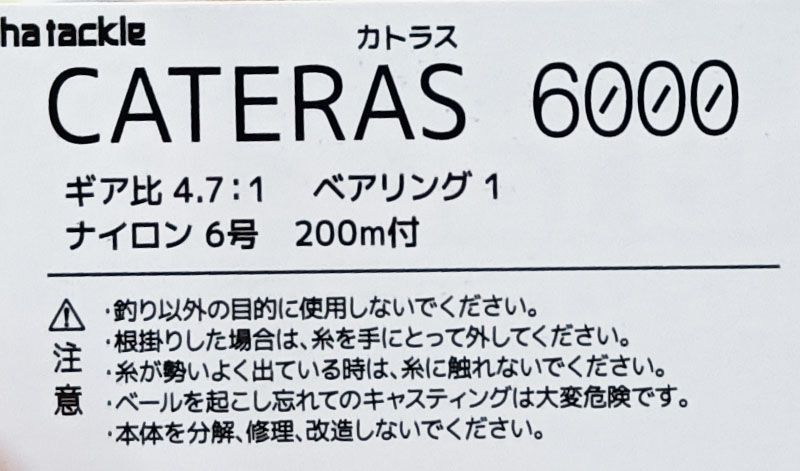 ha tackle
カトラス
CATERAS 6000
ギア比 4.7:1 ベアリング 1
ナイロン 6号 200m付
⚠注意
・釣り以外の目的に使用しないでください。
・根掛りした場合は、糸を手にとって外してください。
・糸が勢いよく出ている時は、糸に触れないでください。
・ベールを起こし忘れてのキャスティングは大変危険です。
・本体を分解、修理、改造しないでください。